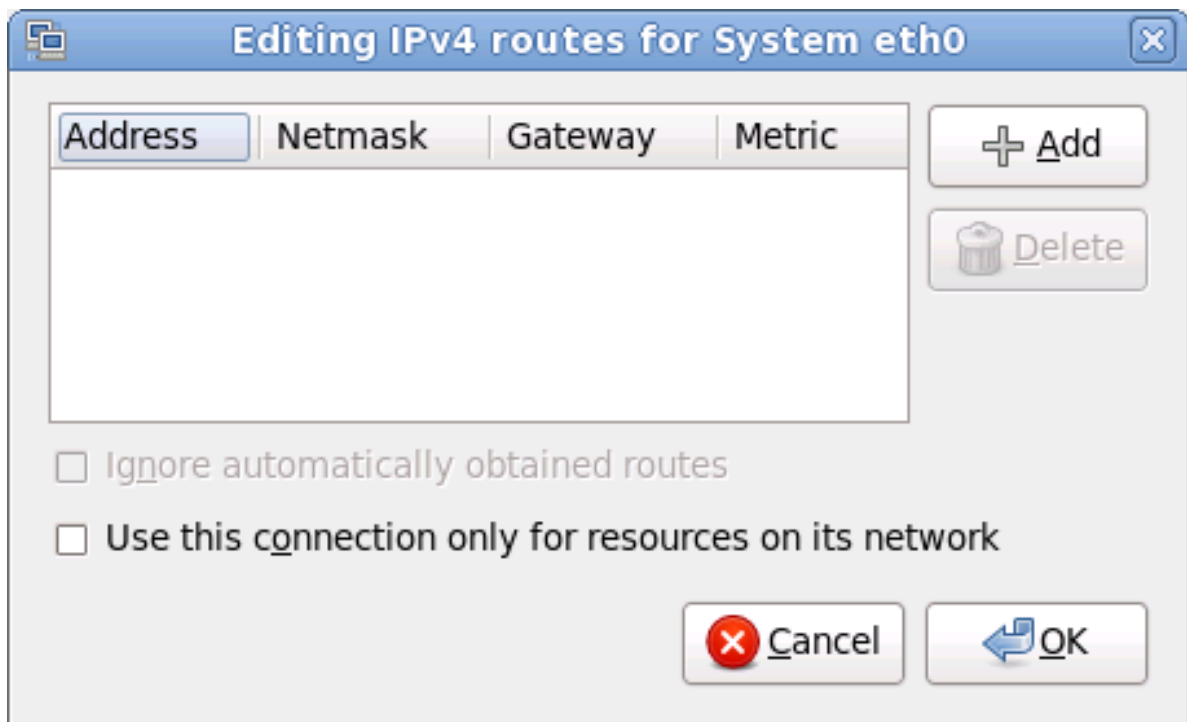 Editing IPv4 routes for System eth0
Address Netmask Gateway Metric
Add
Delete
Ignore automatically obtained routes
Use this connection only for resources on its network
Cancel OK